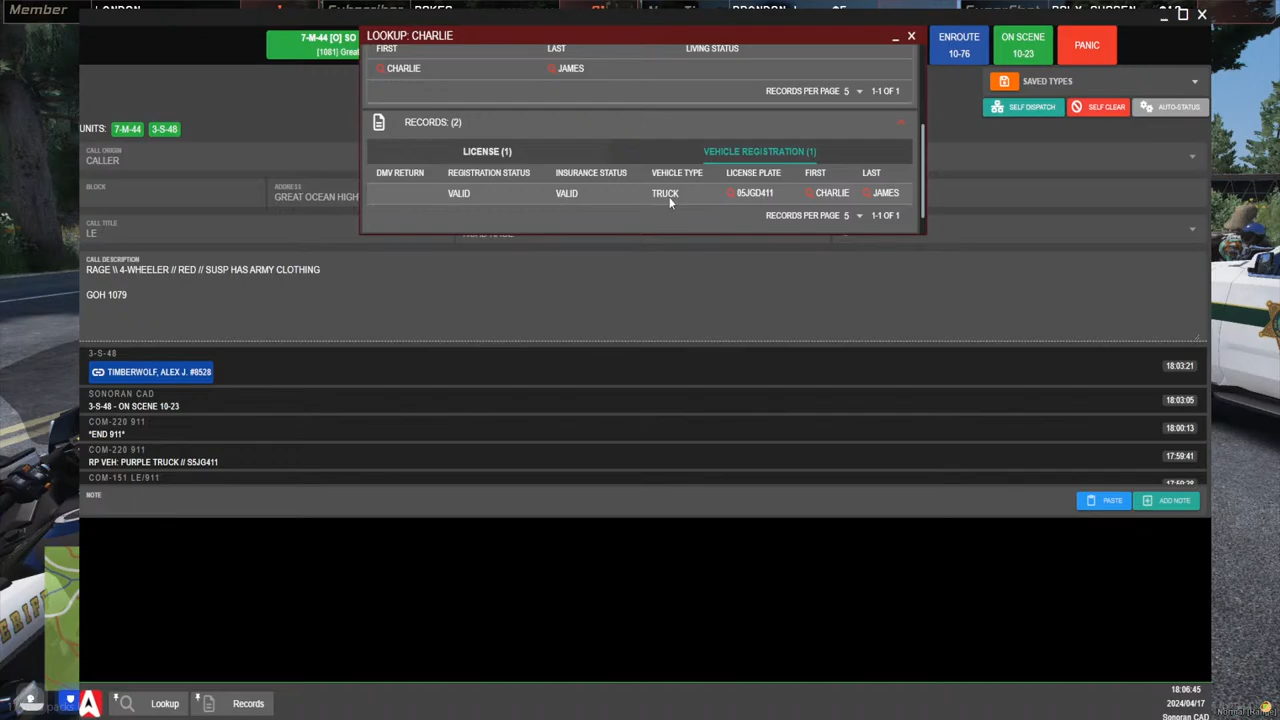 Member
LONDON
Subscriber
7-M-44 [O] SO
[1081] Great
LOOKUP: CHARLIE
ENROUTE
10-76
ON SCENE
10-23
PANIC
FIRST LAST LIVING STATUS
CHARLIE JAMES
RECORDS PER PAGE 5 1-1 OF 1
SAVED TYPES
SELF DISPATCH SELF CLEAR AUTO-STATUS
RECORDS: (2)
UNITS: 7-M-44 3-S-48
LICENSE (1) VEHICLE REGISTRATION (1)
CALL ORIGIN
CALLER
DMV RETURN REGISTRATION STATUS INSURANCE STATUS VEHICLE TYPE LICENSE PLATE FIRST LAST
VALID VALID TRUCK 85JGD411 CHARLIE JAMES
RECORDS PER PAGE 5 1-1 OF 1
BLOCK ADDRESS
GREAT OCEAN HIGH
CALL TITLE
LE
CALL DESCRIPTION
RAGE \\ 4-WHEELER // RED // SUSP HAS ARMY CLOTHING
GOH 1079
3-S-48
TIMBERWOLF, ALEX J. #8528 18:03:21
SONORAN CAD
3-S-48 - ON SCENE 10-23 18:03:05
COM-220 911
*END 911* 18:00:13
COM-220 911
RP VEH: PURPLE TRUCK // S5JG411 17:59:41
COM-151 LE/911
NOTE
PASTE ADD NOTE
Lookup Records
18:06:45
2024/04/17
Sonoran CAD